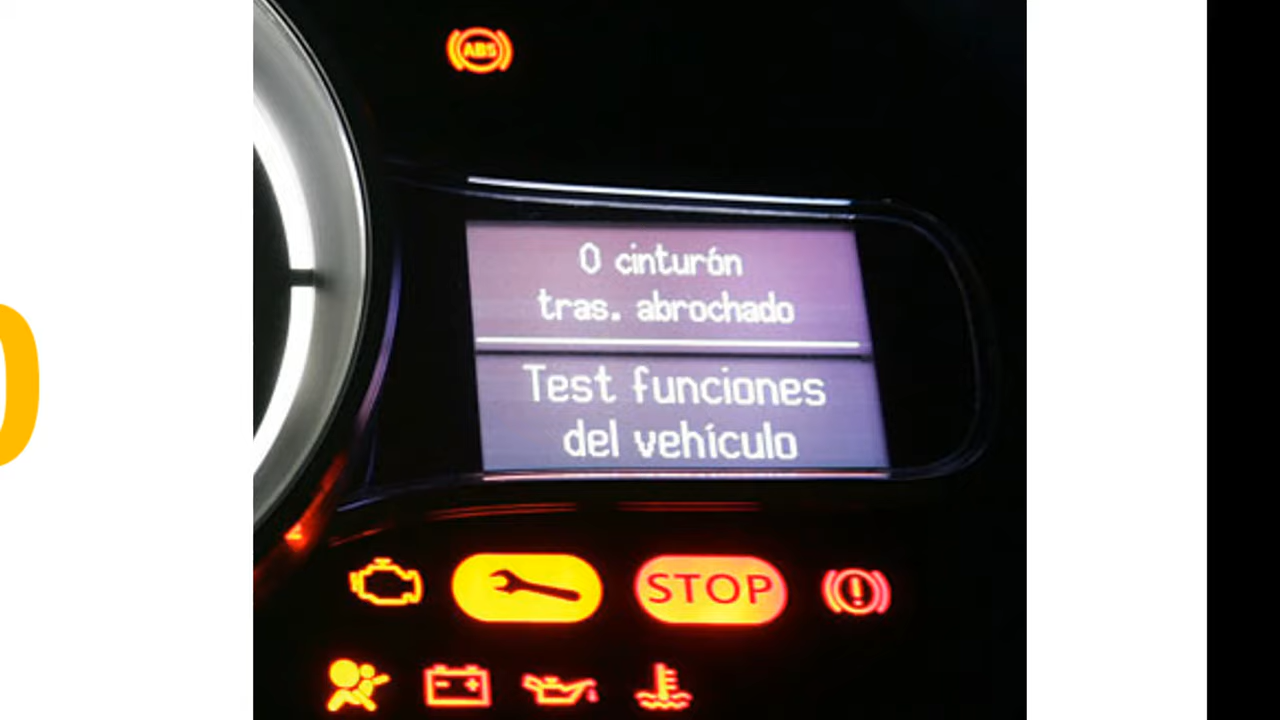 ABS
0 cinturón
tras. abrochado
Test funciones
del vehículo
STOP